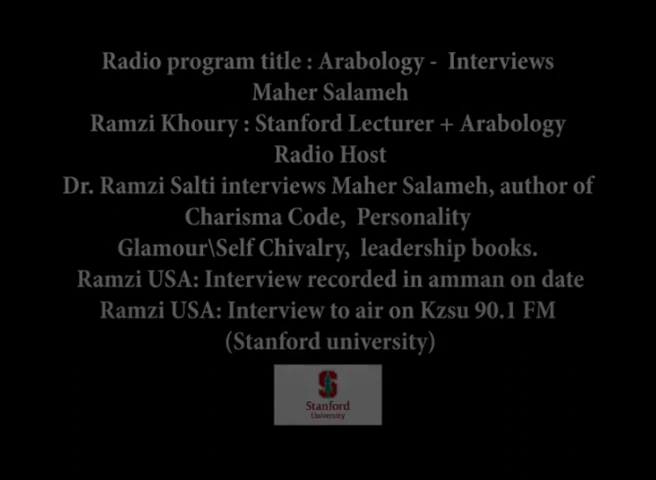 Radio program title : Arabology - Interviews
Maher Salameh
Ramzi Khoury : Stanford Lecturer + Arabology
Radio Host
Dr. Ramzi Salti interviews Maher Salameh, author of
Charisma Code, Personality
Glamour\Self Chivalry, leadership books.
Ramzi USA: Interview recorded in amman on date
Ramzi USA: Interview to air on Kzsu 90.1 FM
(Stanford university)
S
Stanford
University